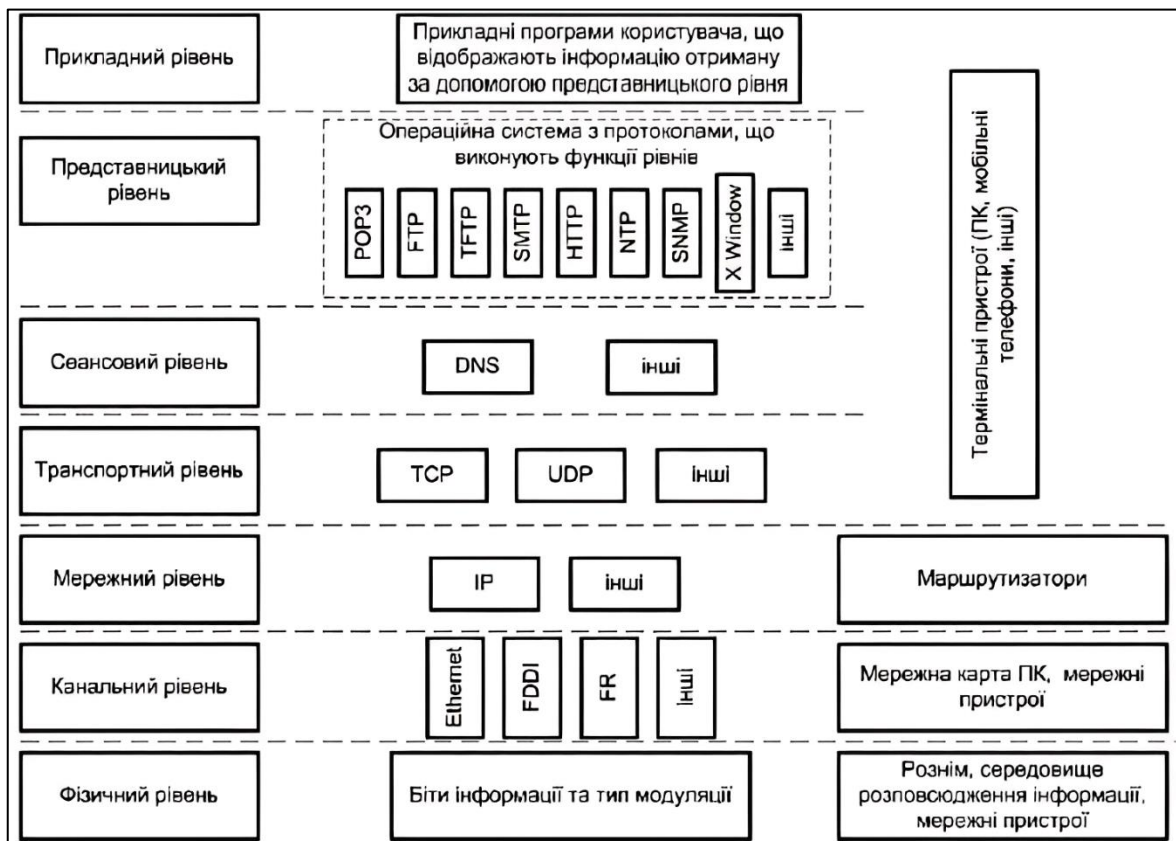 Прикладний рівень
Прикладні програми користувача, що
відображають інформацію отриману
за допомогою представницького рівня
Термінальні пристрої (ПК, мобільні
телефони, інші)
Представницький
рівень
Операційна система з протоколами, що
виконують функції рівнів
POP3
FTP
TFTP
SMTP
HTTP
NTP
SNMP
X Window
інші
Сеансовий рівень
DNS
інші
Транспортний рівень
TCP
UDP
інші
Мережний рівень
IP
інші
Маршрутизатори
Канальний рівень
Ethernet
FDDI
FR
інші
Мережна карта ПК, мережні
пристрої
Фізичний рівень
Біти інформації та тип модуляції
Рознім, середовище
розповсюдження інформації,
мережні пристрої